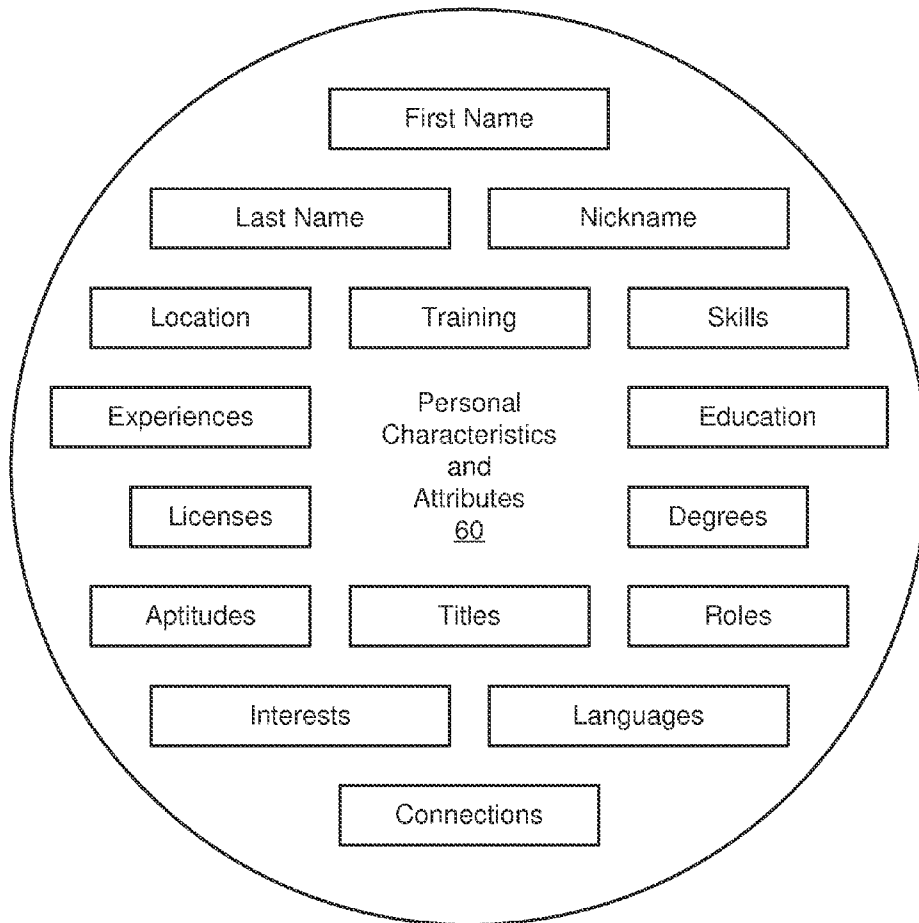 First Name
Last Name
Nickname
Location
Training
Skills
Experiences
Personal
Characteristics
and
Attributes
60
Education
Licenses
Degrees
Aptitudes
Titles
Roles
Interests
Languages
Connections